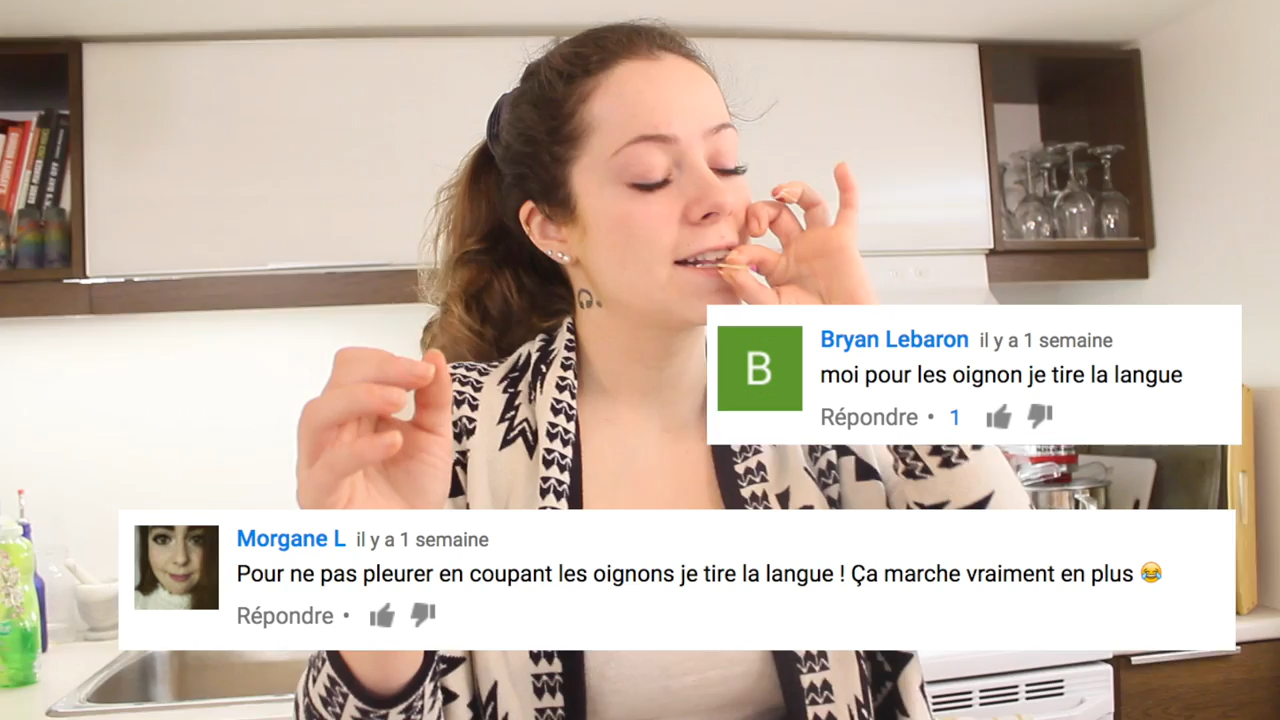 B
Bryan Lebaron il y a 1 semaine
moi pour les oignon je tire la langue
Répondre • 1
Morgane L il y a 1 semaine
Pour ne pas pleurer en coupant les oignons je tire la langue ! Ça marche vraiment en plus 😂
Répondre •